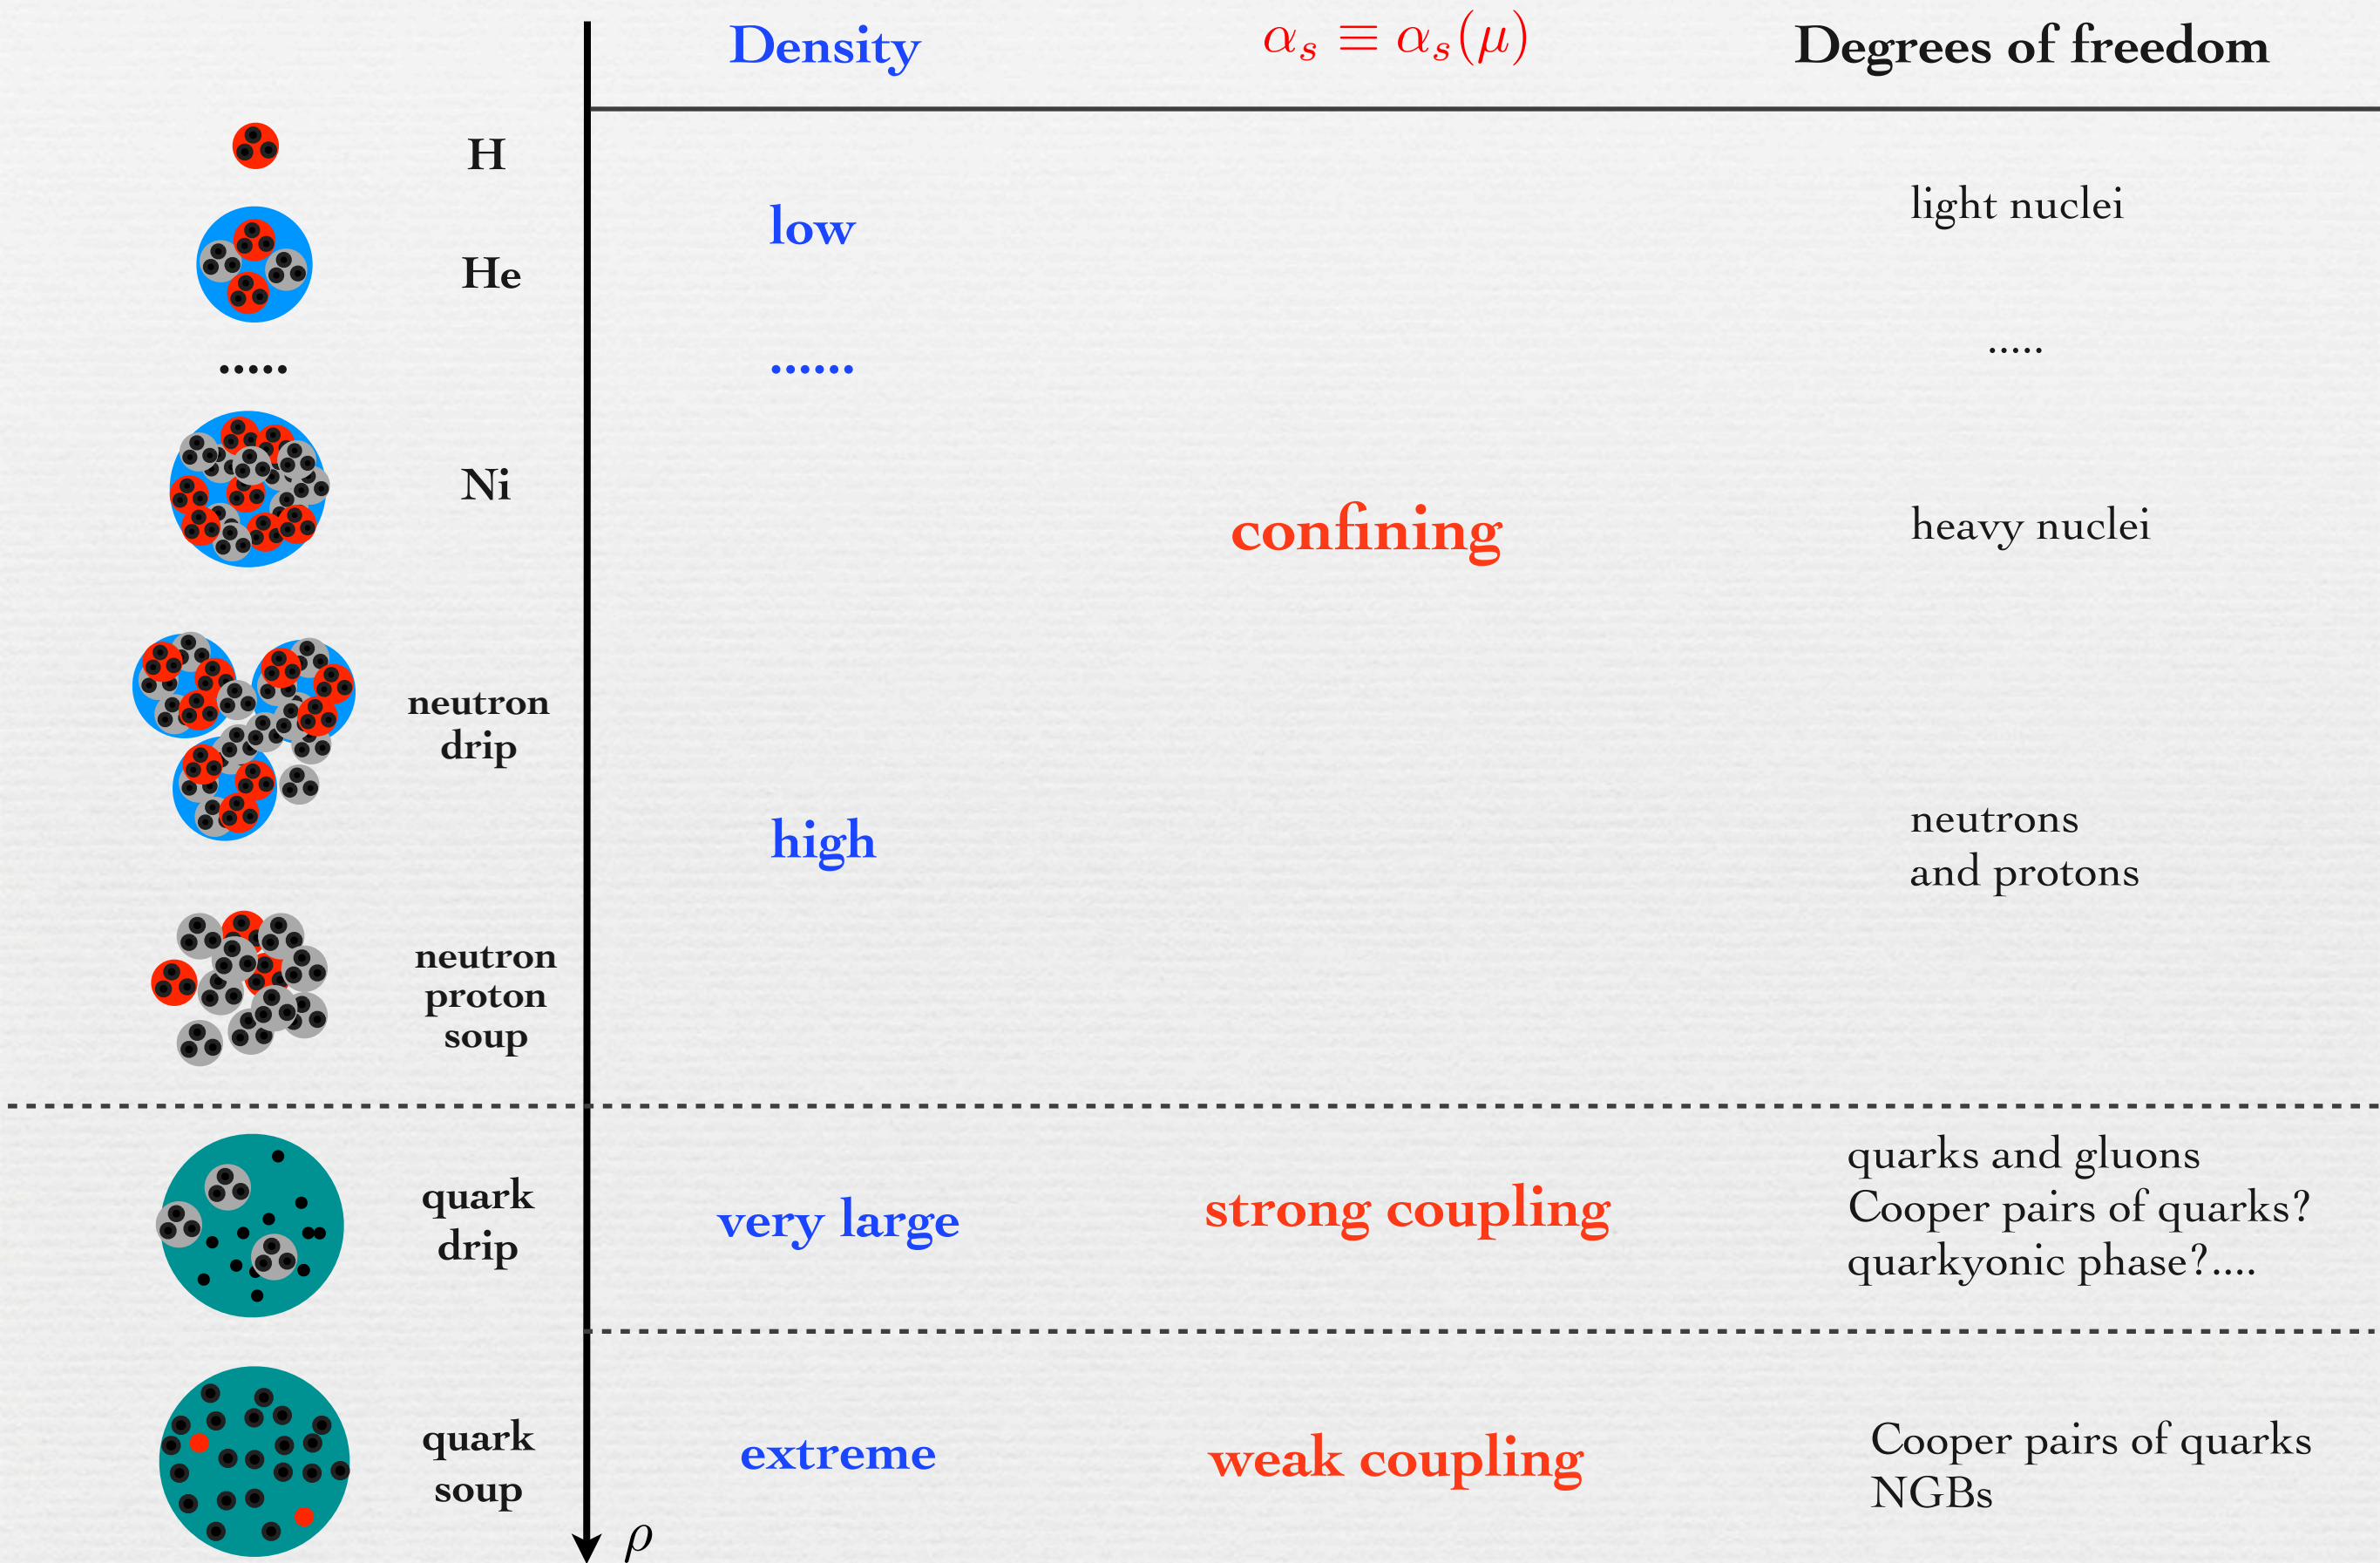 Density
αₛ ≡ αₛ(μ)
Degrees of freedom
H
low
light nuclei
He
.....
......
.....
Ni
confining
heavy nuclei
neutron
drip
high
neutrons
and protons
neutron
proton
soup
quark
drip
very large
strong coupling
quarks and gluons
Cooper pairs of quarks?
quarkyonic phase?....
quark
soup
extreme
weak coupling
Cooper pairs of quarks
NGBs
ρ